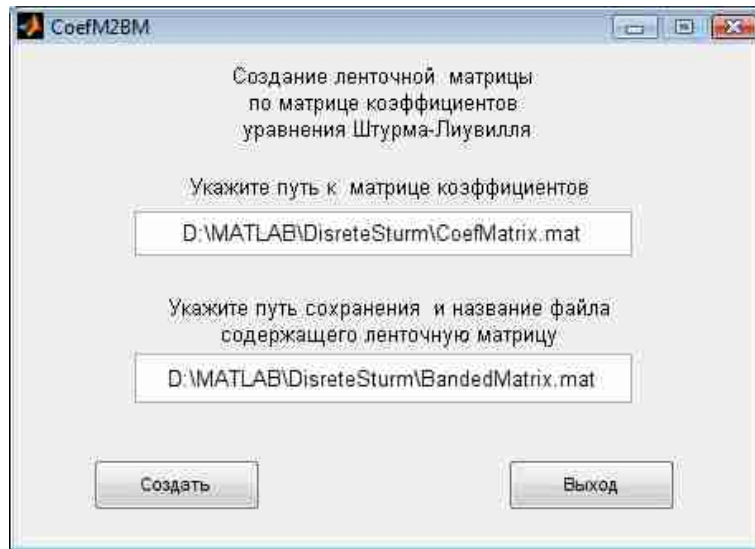 CoefM2BM
Создание ленточной матрицы
по матрице коэффициентов
уравнения Штурма-Лиувилля
Укажите путь к матрице коэффициентов
D:\MATLAB\DisreteSturm\CoefMatrix.mat
Укажите путь сохранения и название файла
содержащего ленточную матрицу
D:\MATLAB\DisreteSturm\BandedMatrix.mat
Создать
Выход